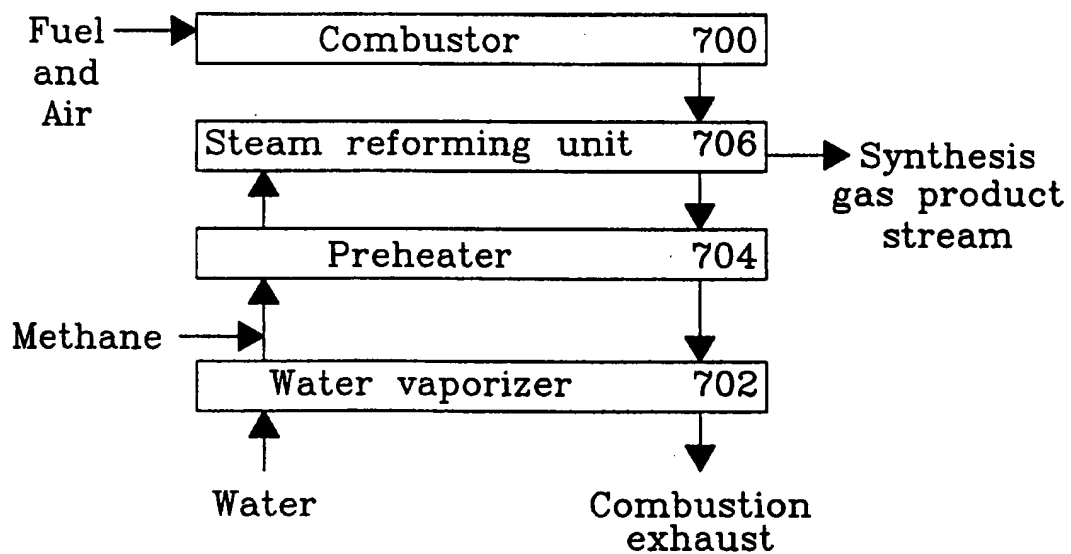 Fuel
and
Air
Combustor 700
Steam reforming unit 706
Synthesis
gas product
stream
Preheater 704
Methane
Water vaporizer 702
Water
Combustion
exhaust